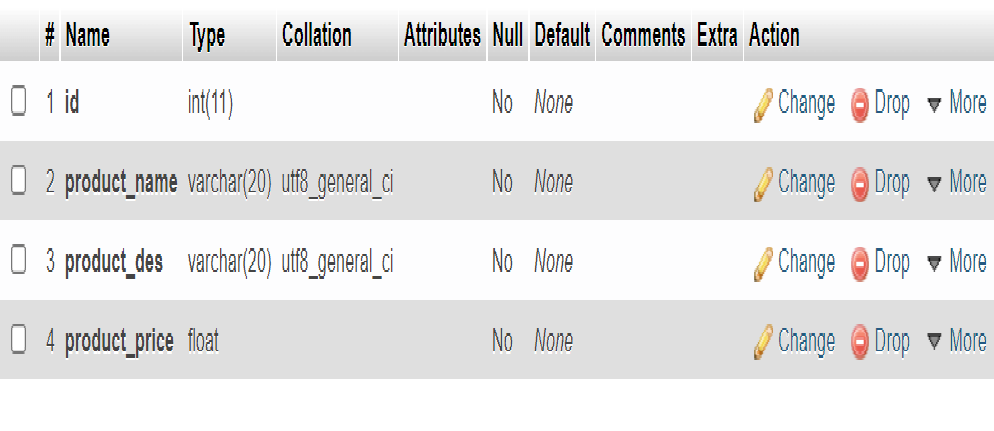 # Name Type Collation Attributes Null Default Comments Extra Action
1 id int(11) No None Change Drop More
2 product_name varchar(20) utf8_general_ci No None Change Drop More
3 product_des varchar(20) utf8_general_ci No None Change Drop More
4 product_price float No None Change Drop More